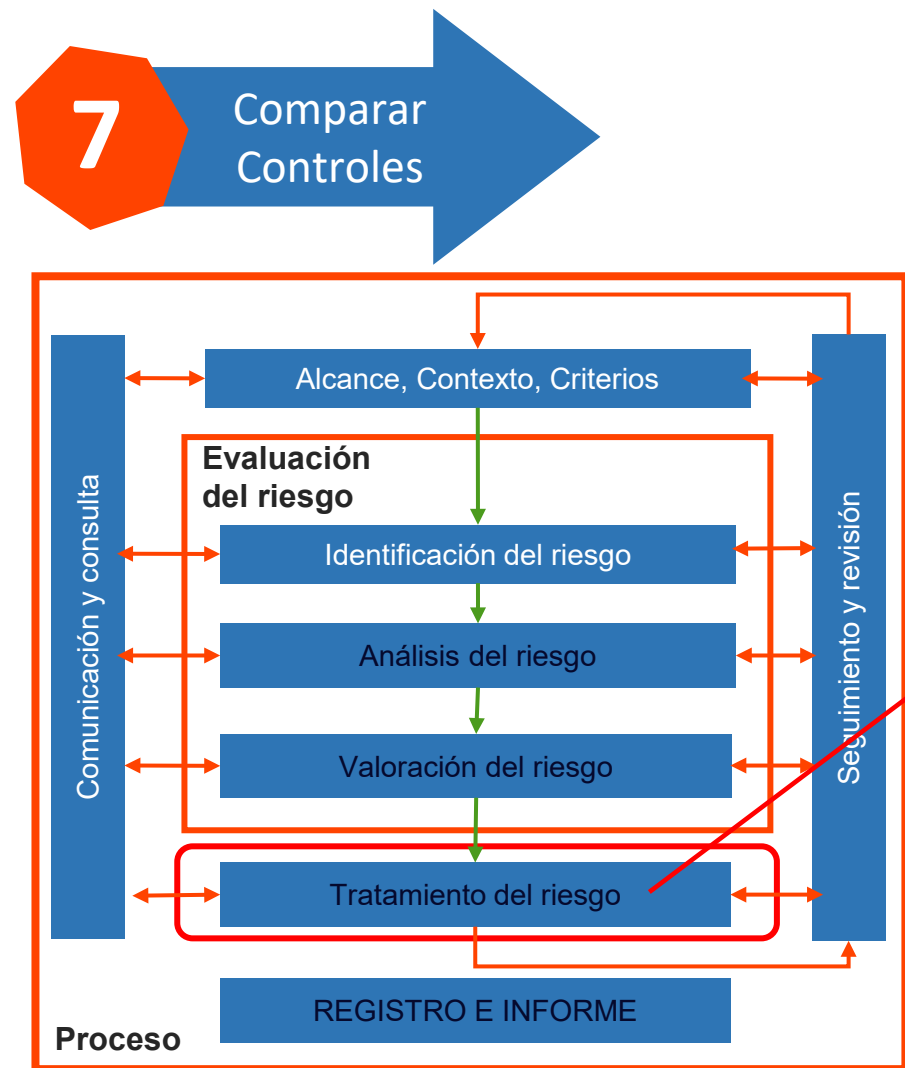 7
Comparar
Controles
Alcance, Contexto, Criterios
Evaluación
del riesgo
Identificación del riesgo
Análisis del riesgo
Valoración del riesgo
Tratamiento del riesgo
REGISTRO E INFORME
Proceso
Comunicación y consulta
Seguimiento y revisión